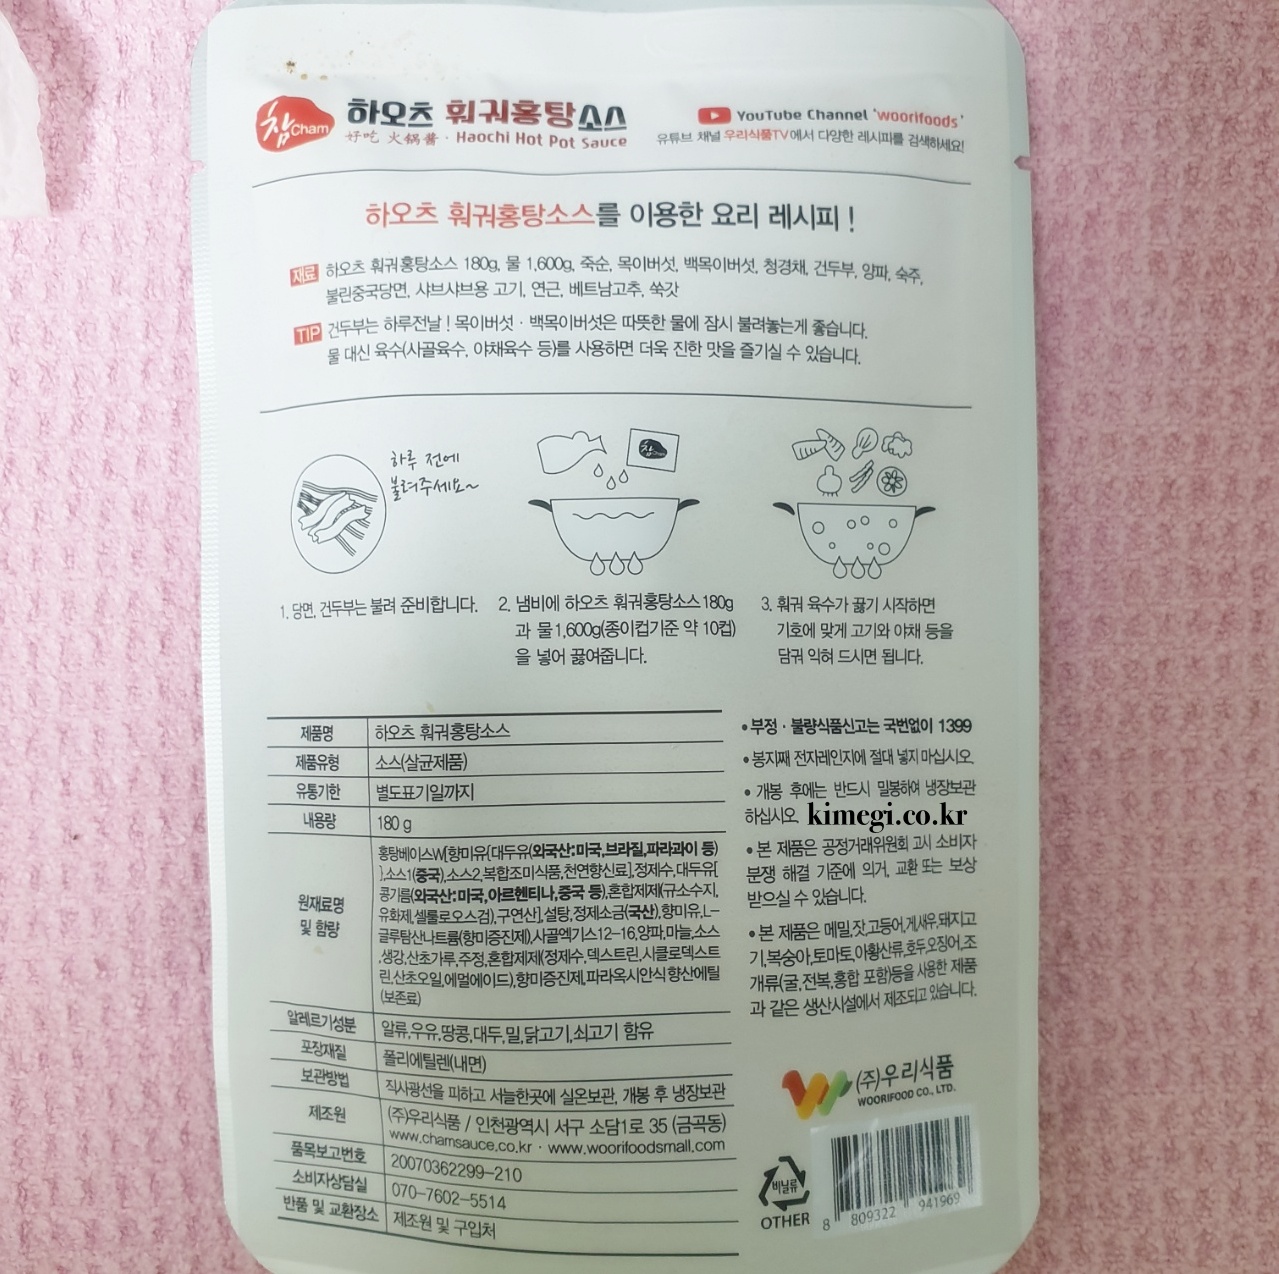 참 Cham
하오츠 훠궈홍탕소스
好吃 火锅醬 · Haochi Hot Pot Sauce
YouTube Channel 'woorifoods'
유튜브 채널 우리식품TV에서 다양한 레시피를 검색하세요!
하오츠 훠궈홍탕소스를 이용한 요리 레시피 !
재료 하오츠 훠궈홍탕소스 180g, 물 1,600g, 죽순, 목이버섯, 백목이버섯, 청경채, 건두부, 양파, 숙주,
불린중국당면, 샤브샤브용 고기, 연근, 베트남고추, 쑥갓
TIP 건두부는 하루전날 ! 목이버섯 · 백목이버섯은 따뜻한 물에 잠시 불려놓는게 좋습니다.
물 대신 육수(사골육수, 야채육수 등)를 사용하면 더욱 진한 맛을 즐기실 수 있습니다.
하루 전에
불려주세요~
참 Cham
1. 당면, 건두부는 불려 준비합니다.
2. 냄비에 하오츠 훠궈홍탕소스 180g
과 물 1,600g(종이컵기준 약 10컵)
을 넣어 끓여줍니다.
3. 훠궈 육수가 끓기 시작하면
기호에 맞게 고기와 야채 등을
담궈 익혀 드시면 됩니다.
제품명 하오츠 훠궈홍탕소스
제품유형 소스(살균제품)
유통기한 별도표기일까지
내용량 180 g
원재료명
및 함량
홍탕베이스W[향미유{대두유(외국산:미국,브라질,파라과이 등)
},소스1(중국),소스2,복합조미식품,천연향신료],정제수,대두유[
콩기름(외국산:미국,아르헨티나,중국 등),혼합제제(규소수지,
유화제,셀룰로오스검),구연산],설탕,정제소금(국산),향미유,L-
글루탐산나트륨(향미증진제),사골엑기스12-16,양파,마늘,소스
,생강,산초가루,주정,혼합제제(정제수,덱스트린,시클로덱스트
린,산초오일,에멀에이드),향미증진제,파라옥시안식향산에틸
(보존료)
알레르기성분 알류,우유,땅콩,대두,밀,닭고기,쇠고기 함유
포장재질 폴리에틸렌(내면)
보관방법 직사광선을 피하고 서늘한곳에 실온보관, 개봉 후 냉장보관
제조원 (주)우리식품 / 인천광역시 서구 소담1로 35 (금곡동)
www.chamsauce.co.kr · www.woorifoodsmall.com
품목보고번호 20070362299-210
소비자상담실 070-7602-5514
반품 및 교환장소 제조원 및 구입처
• 부정 · 불량식품신고는 국번없이 1399
• 봉지째 전자레인지에 절대 넣지 마십시오.
• 개봉 후에는 반드시 밀봉하여 냉장보관
하십시오.
kimegi.co.kr
• 본 제품은 공정거래위원회 고시 소비자
분쟁 해결 기준에 의거, 교환 또는 보상
받으실 수 있습니다.
• 본 제품은 메밀,잣,고등어,게,새우,돼지고
기,복숭아,토마토,아황산류,호두,오징어,조
개류(굴,전복,홍합 포함)등을 사용한 제품
과 같은 생산시설에서 제조되고 있습니다.
(주)우리식품
WOORIFOOD CO., LTD.
비닐류
OTHER
8 809322 941969